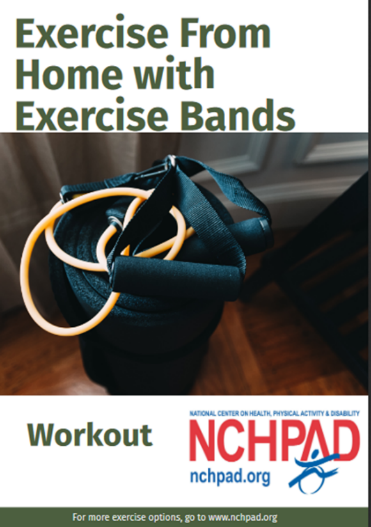 Exercise From
Home with
Exercise Bands
Workout
NATIONAL CENTER ON HEALTH, PHYSICAL ACTIVITY & DISABILITY
NCHPAD
nchpad.org
For more exercise options, go to www.nchpad.org